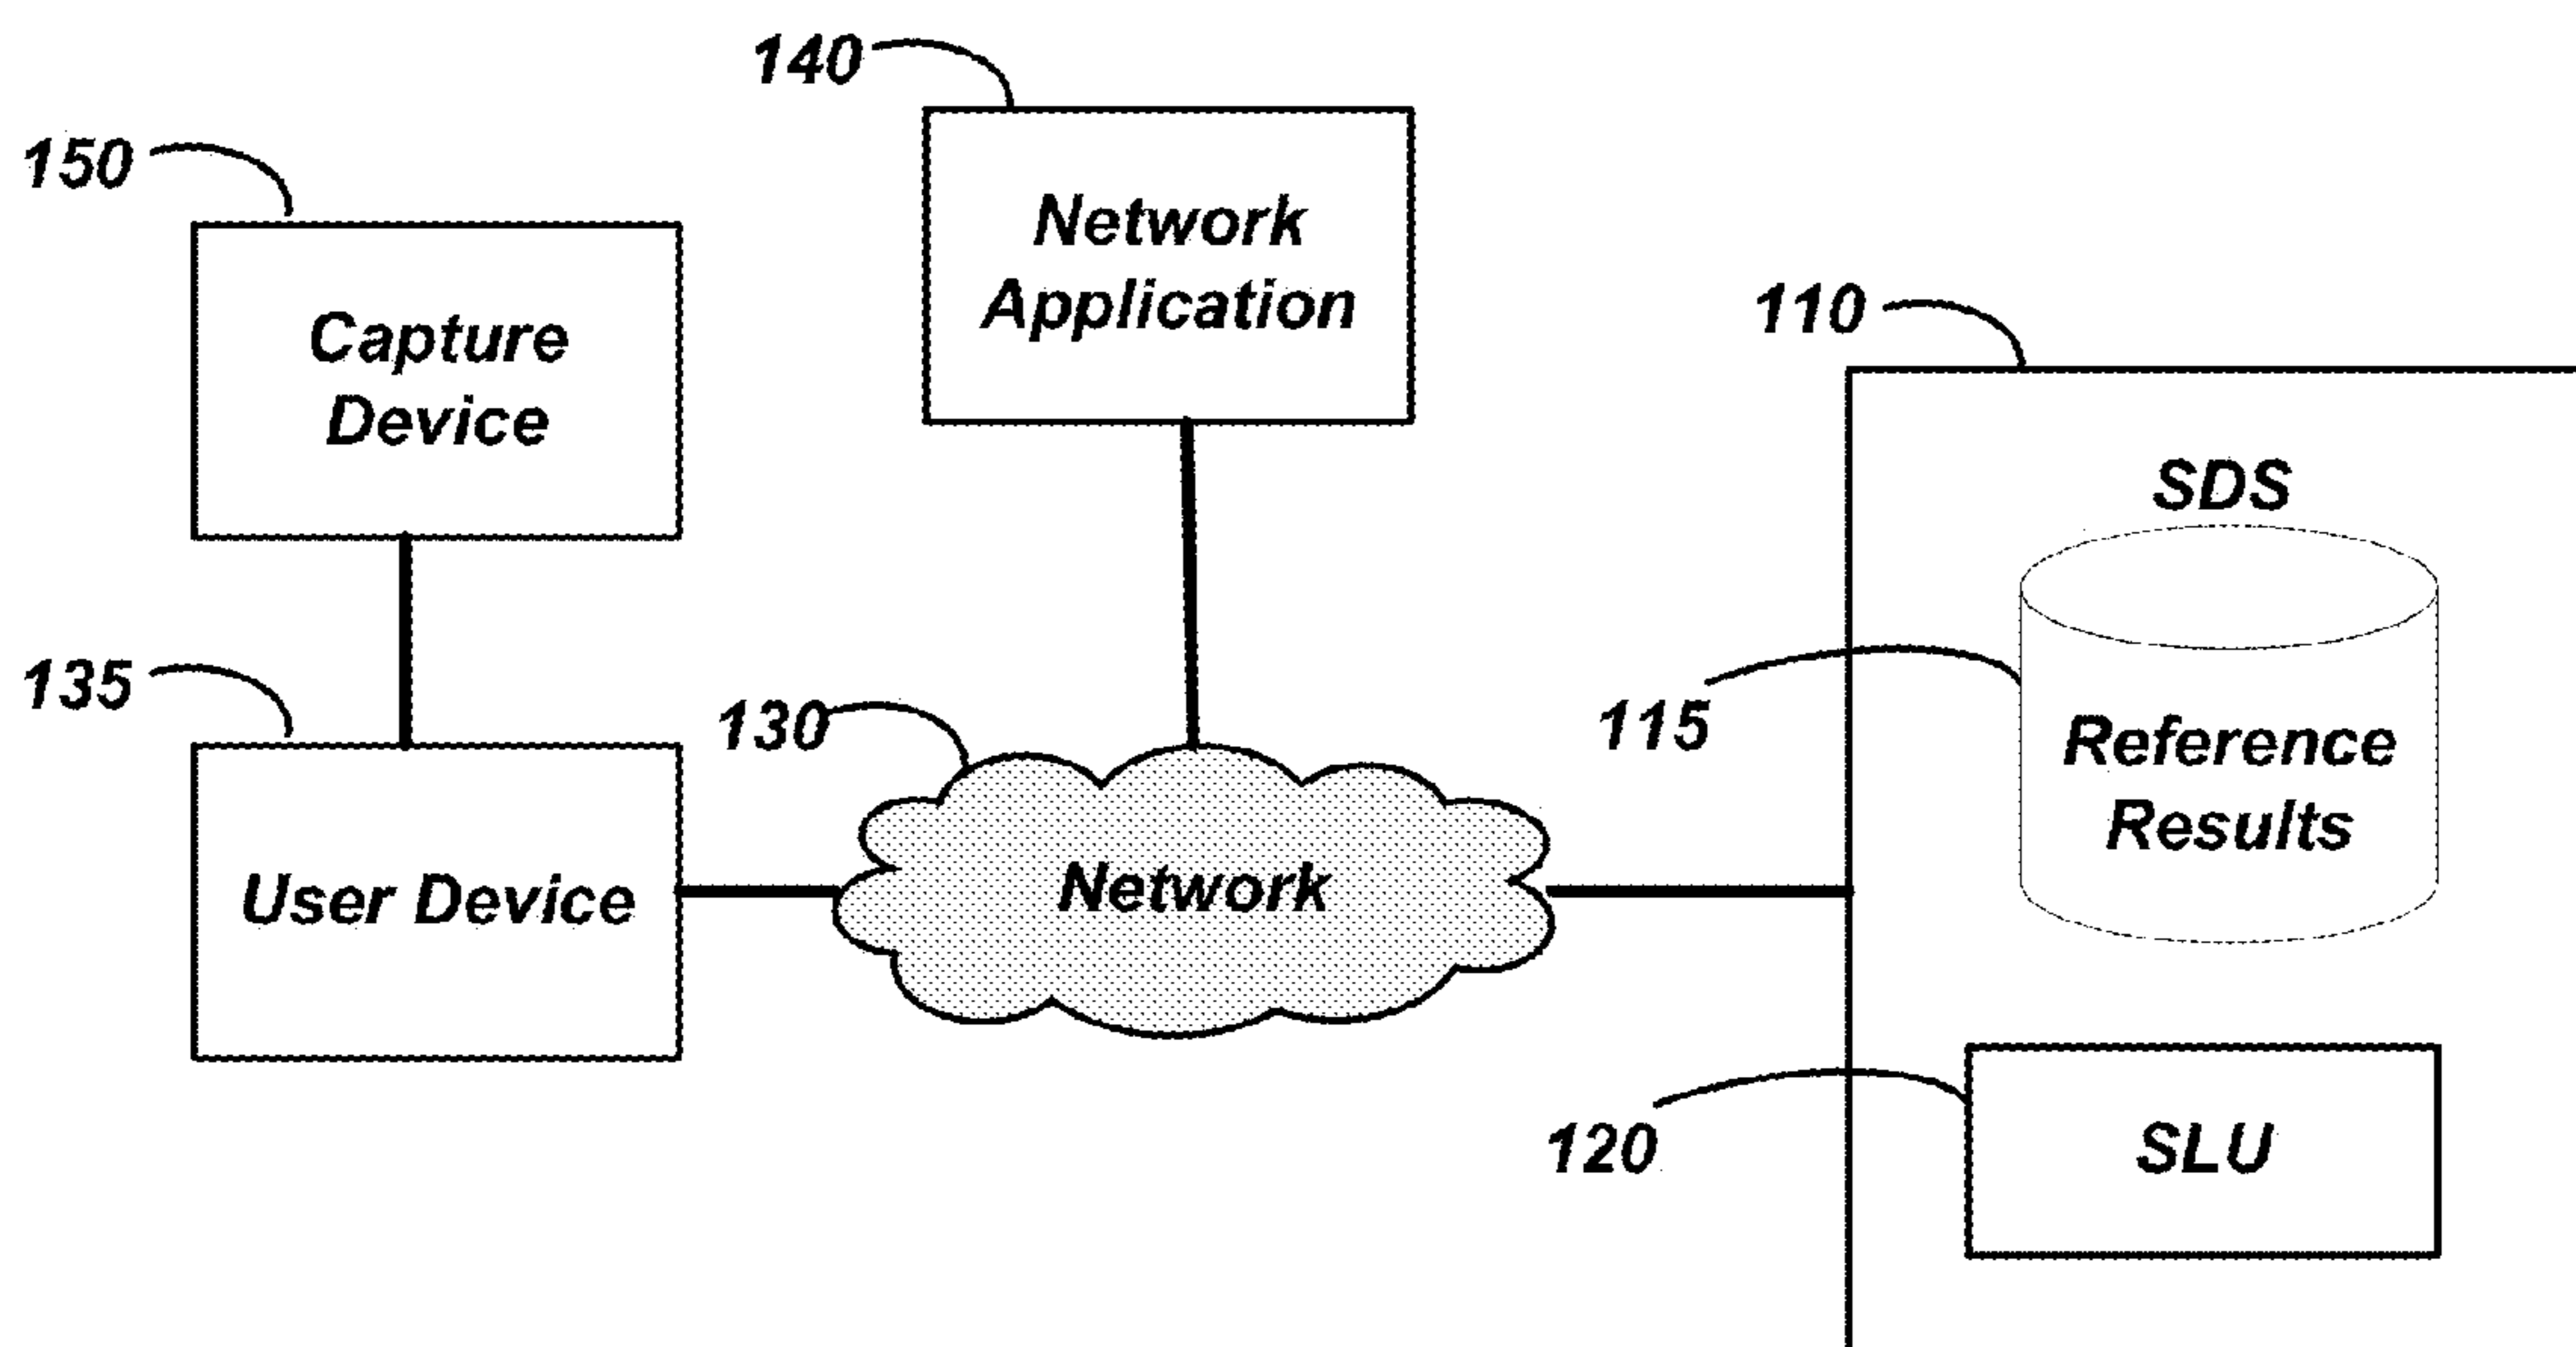 140
150
Network
Application
Capture
Device
110
SDS
135
130
115
Reference
Results
User Device
Network
120
SLU